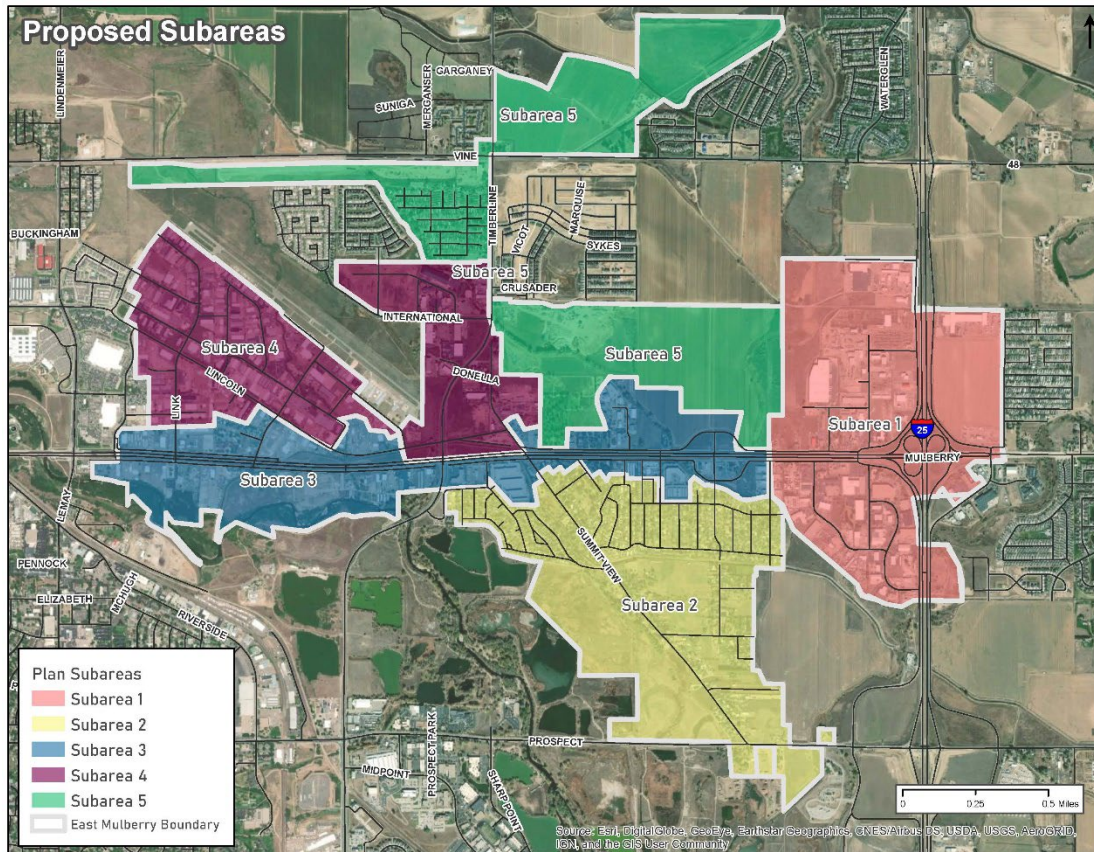 Proposed Subareas
LINDENMEIER
GARGANEY
MERGANSER
SUNIGA
WATERGLEN
Subarea 5
VINE
48
TIMBERLINE
MARQUISE
VICOT
SYKES
BUCKINGHAM
Subarea 5
CRUSADER
INTERNATIONAL
Subarea 4
Subarea 5
LINCOLN
DONELLA
LINK
Subarea 1
25
MULBERRY
Subarea 3
LEMAY
SUMMITVIEW
PENNOCK
ELIZABETH
MCHUGH
RIVERSIDE
Subarea 2
PROSPECT
MIDPOINT
PROSPECT PARK
SHARP POINT
Plan Subareas
Subarea 1
Subarea 2
Subarea 3
Subarea 4
Subarea 5
East Mulberry Boundary
0 0.25 0.5 Miles
Source: Esri, DigitalGlobe, GeoEye, Earthstar Geographics, CNES/Airbus DS, USDA, USGS, AeroGRID,
IGN, and the GIS User Community